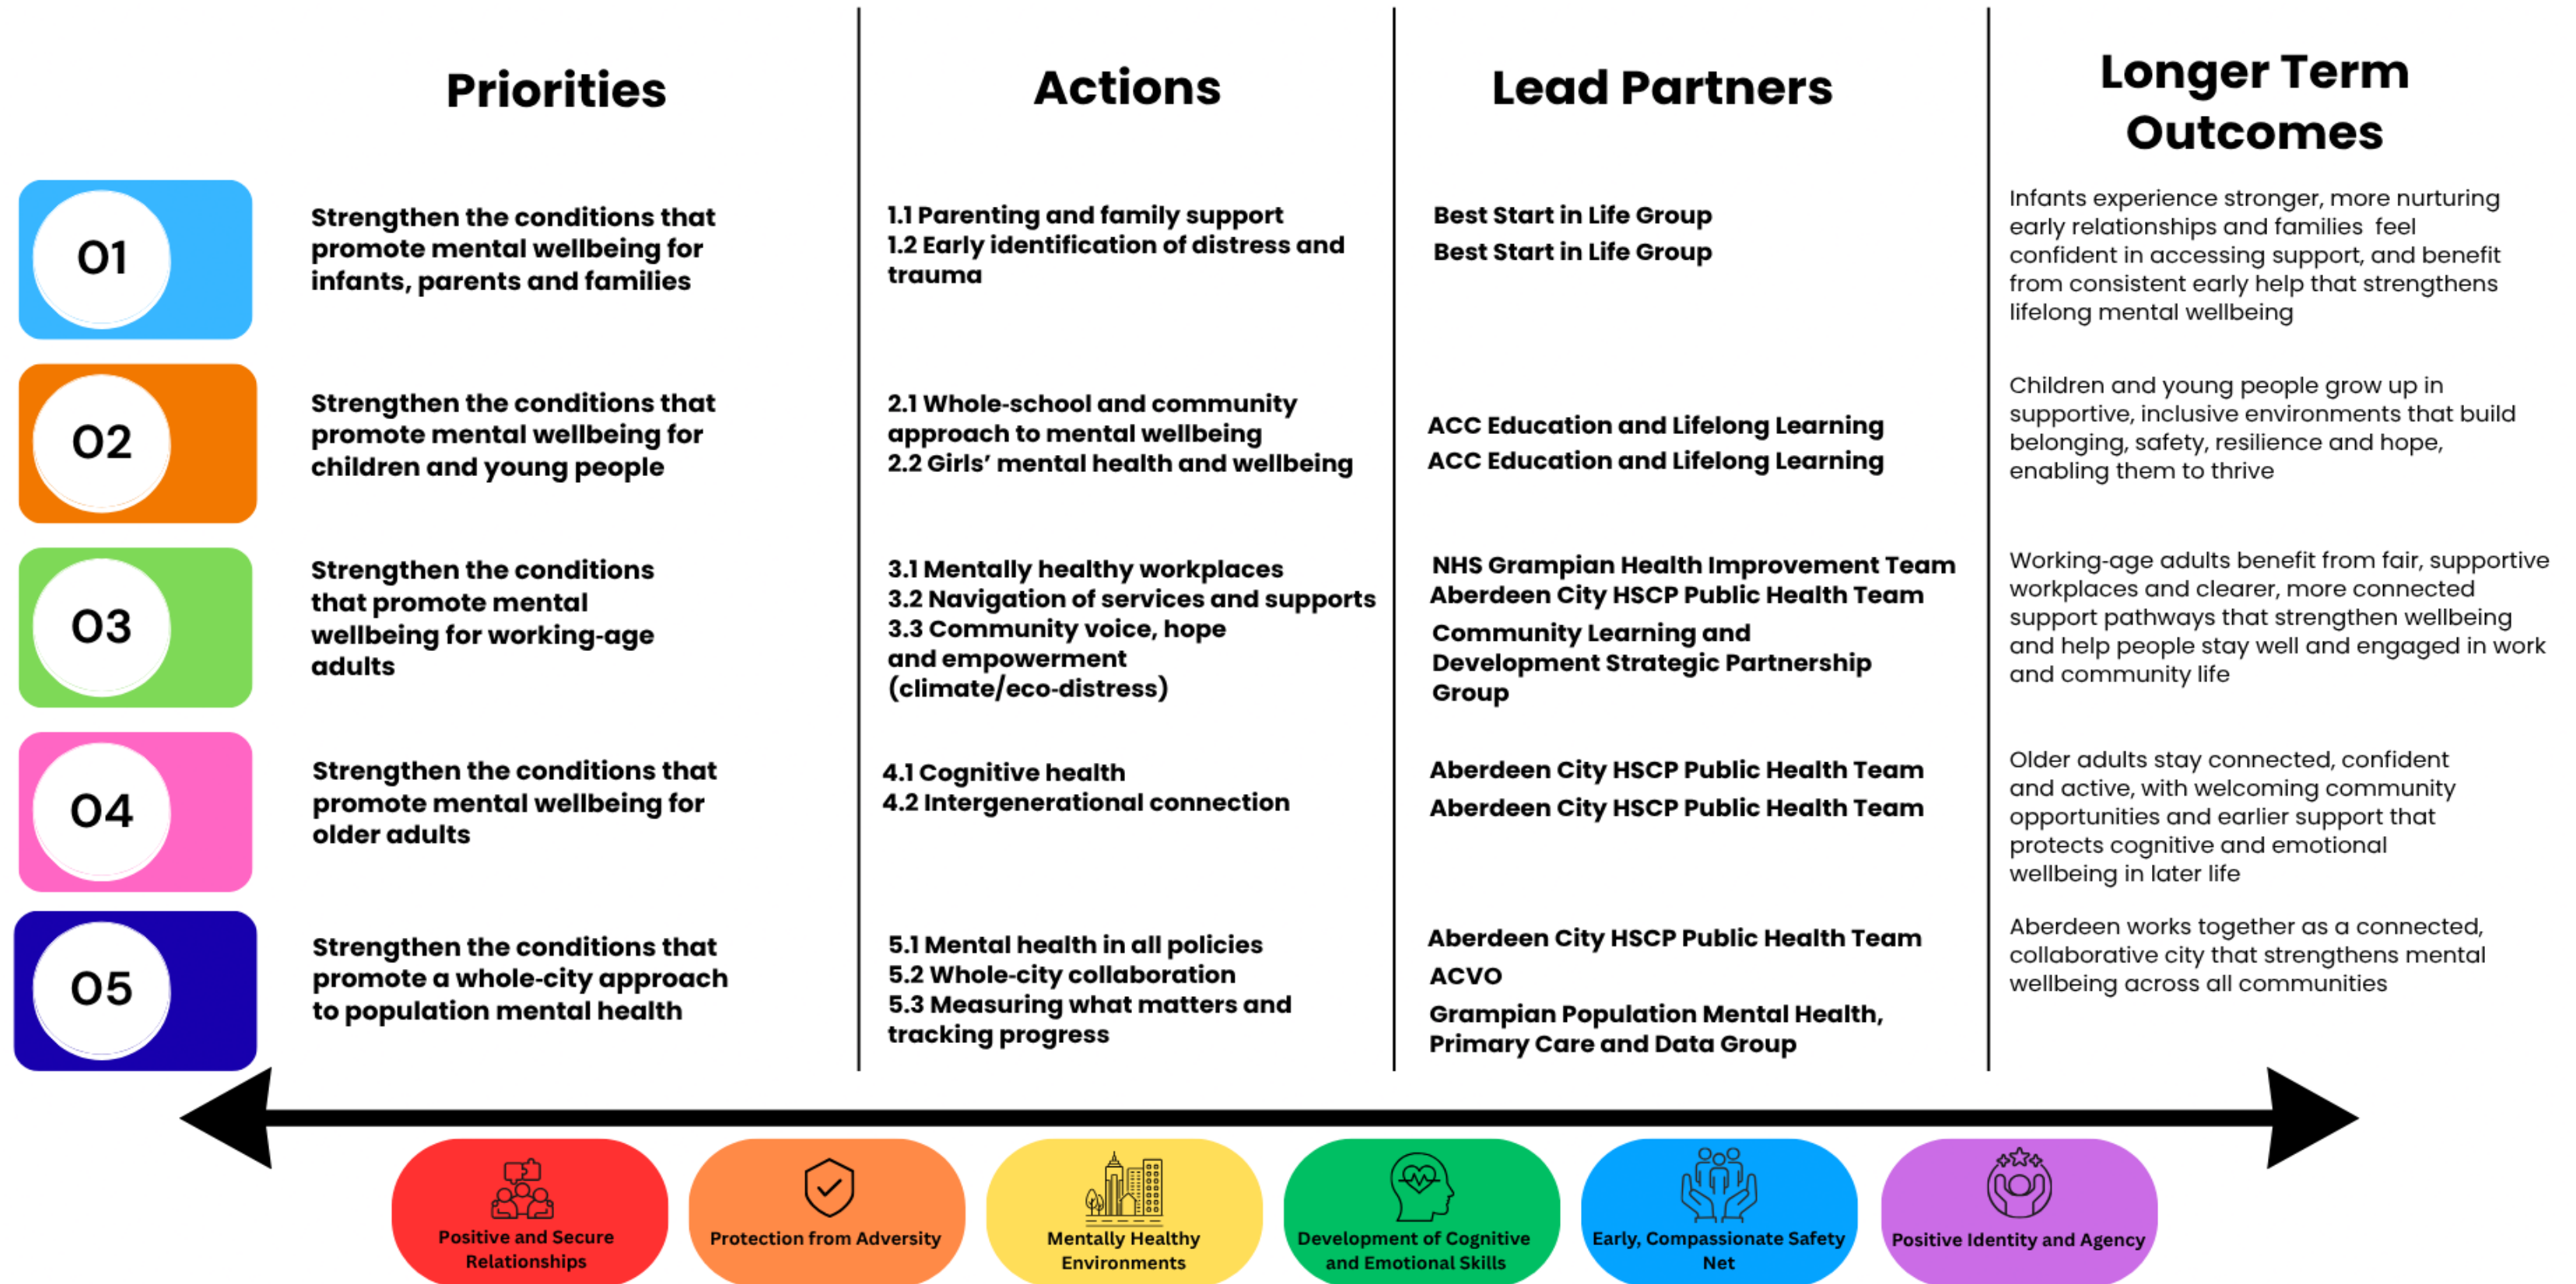 Priorities
Actions
Lead Partners
Longer Term
Outcomes
01
Strengthen the conditions that
promote mental wellbeing for
infants, parents and families
1.1 Parenting and family support
1.2 Early identification of distress and
trauma
Best Start in Life Group
Best Start in Life Group
Infants experience stronger, more nurturing
early relationships and families feel
confident in accessing support, and benefit
from consistent early help that strengthens
lifelong mental wellbeing
02
Strengthen the conditions that
promote mental wellbeing for
children and young people
2.1 Whole-school and community
approach to mental wellbeing
2.2 Girls’ mental health and wellbeing
ACC Education and Lifelong Learning
ACC Education and Lifelong Learning
Children and young people grow up in
supportive, inclusive environments that build
belonging, safety, resilience and hope,
enabling them to thrive
03
Strengthen the conditions
that promote mental
wellbeing for working-age
adults
3.1 Mentally healthy workplaces
3.2 Navigation of services and supports
3.3 Community voice, hope
and empowerment
(climate/eco-distress)
NHS Grampian Health Improvement Team
Aberdeen City HSCP Public Health Team
Community Learning and
Development Strategic Partnership
Group
Working-age adults benefit from fair, supportive
workplaces and clearer, more connected
support pathways that strengthen wellbeing
and help people stay well and engaged in work
and community life
04
Strengthen the conditions that
promote mental wellbeing for
older adults
4.1 Cognitive health
4.2 Intergenerational connection
Aberdeen City HSCP Public Health Team
Aberdeen City HSCP Public Health Team
Older adults stay connected, confident
and active, with welcoming community
opportunities and earlier support that
protects cognitive and emotional
wellbeing in later life
05
Strengthen the conditions that
promote a whole-city approach
to population mental health
5.1 Mental health in all policies
5.2 Whole-city collaboration
5.3 Measuring what matters and
tracking progress
Aberdeen City HSCP Public Health Team
ACVO
Grampian Population Mental Health,
Primary Care and Data Group
Aberdeen works together as a connected,
collaborative city that strengthens mental
wellbeing across all communities
Positive and Secure
Relationships
Protection from Adversity
Mentally Healthy
Environments
Development of Cognitive
and Emotional Skills
Early, Compassionate Safety
Net
Positive Identity and Agency